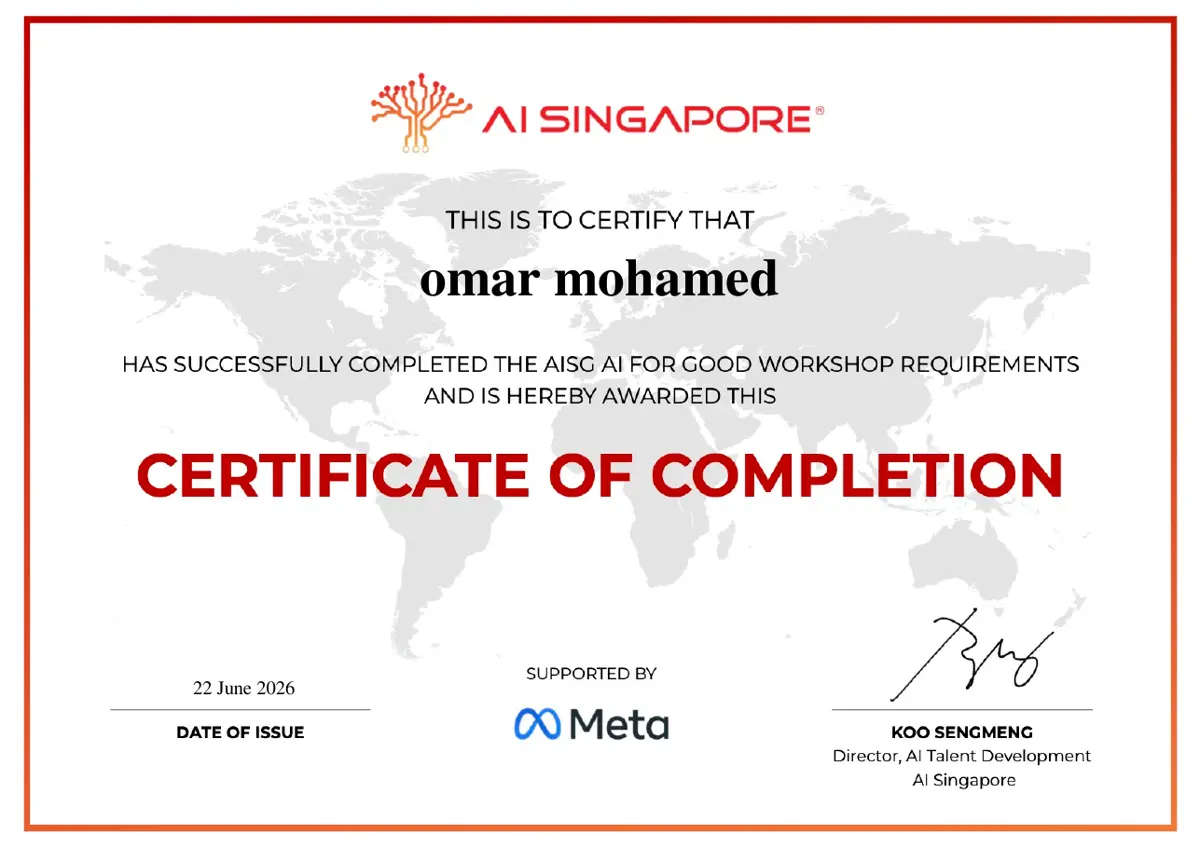 AI SINGAPORE®
THIS IS TO CERTIFY THAT
omar mohamed
HAS SUCCESSFULLY COMPLETED THE AISG AI FOR GOOD WORKSHOP REQUIREMENTS
AND IS HEREBY AWARDED THIS
CERTIFICATE OF COMPLETION
22 June 2026
DATE OF ISSUE
SUPPORTED BY
Meta
KOO SENGMENG
Director, AI Talent Development
AI Singapore